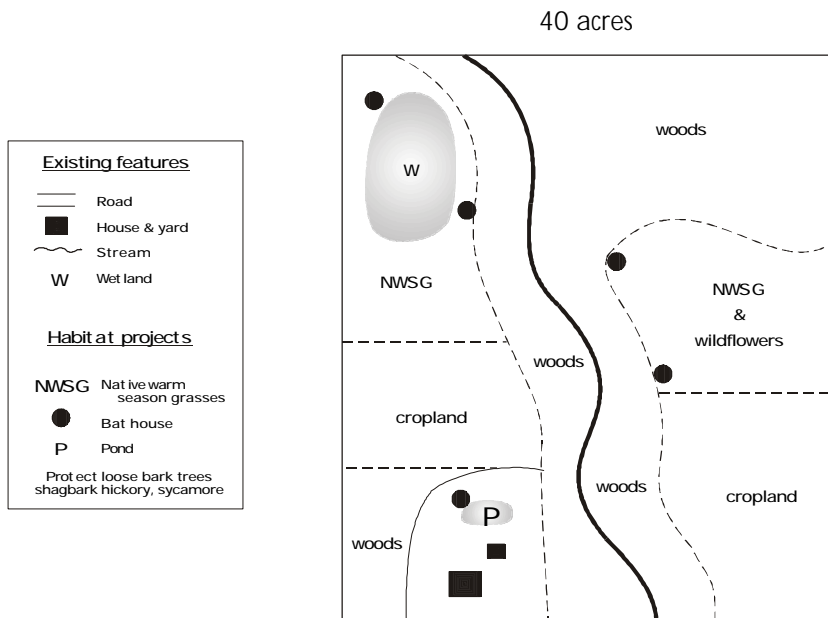 40 acres
Existing features
Road
House & yard
Stream
W Wetland
Habitat projects
NWSG Native warm
season grasses
Bat house
P Pond
Protect loose bark trees
shagbark hickory, sycamore
woods
W
NWSG
NWSG
&
wildflowers
woods
cropland
woods
cropland
P
woods